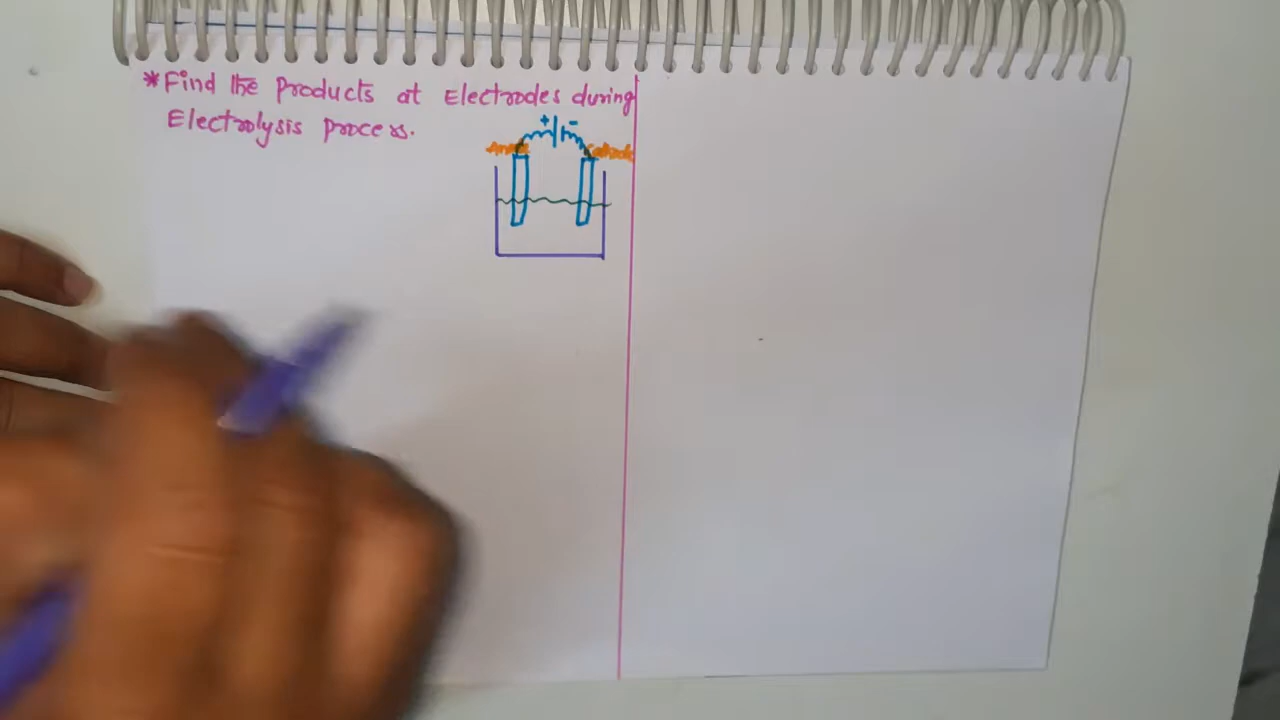 *Find the Products at Electrodes during
Electrolysis process.
+ -
Anode Cathode